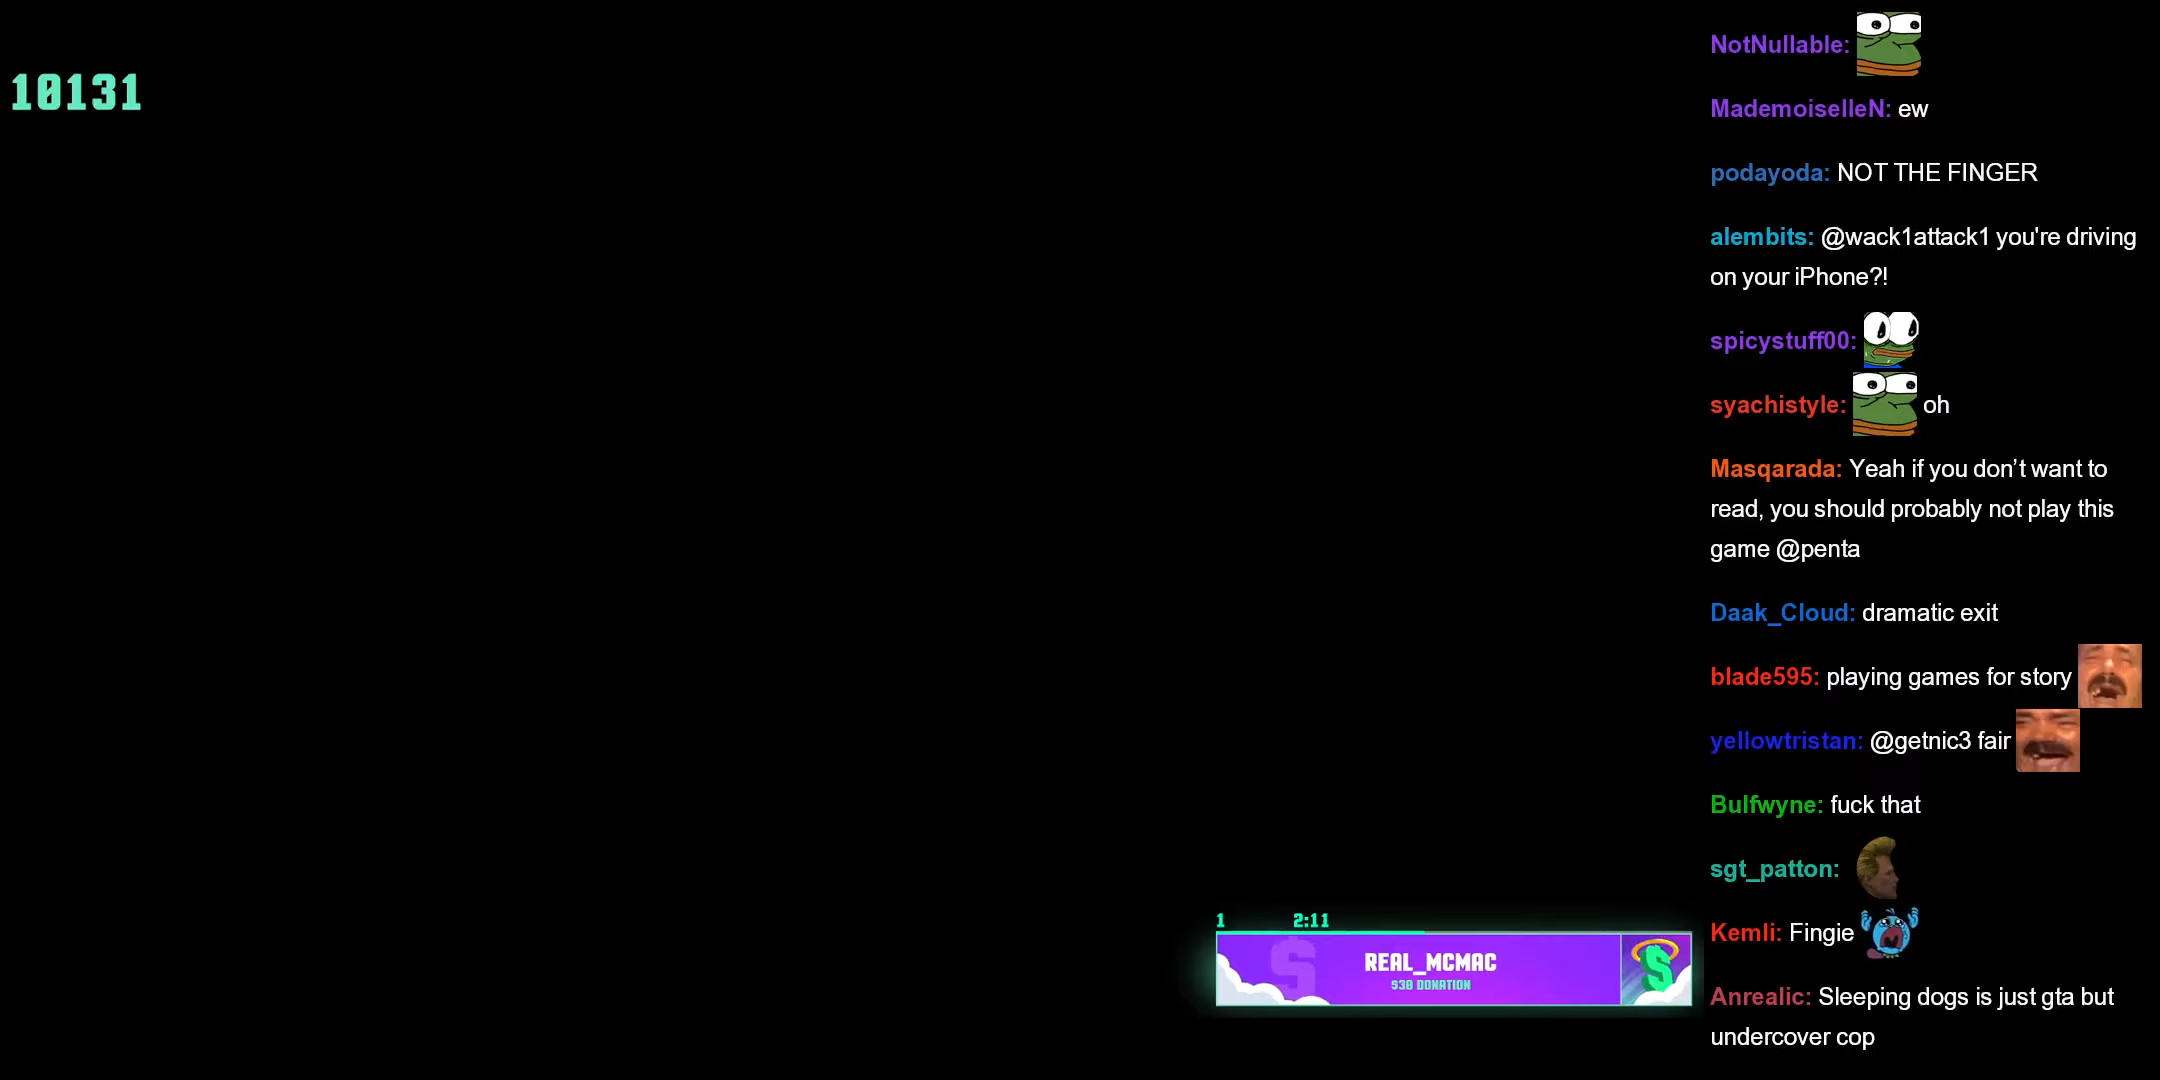 10131
NotNullable:
MademoiselleN: ew
podayoda: NOT THE FINGER
alembits: @wack1attack1 you're driving
on your iPhone?!
spicystuff00:
syachistyle: oh
Masqarada: Yeah if you don’t want to
read, you should probably not play this
game @penta
Daak_Cloud: dramatic exit
blade595: playing games for story
yellowtristan: @getnic3 fair
Bulfwyne: fuck that
sgt_patton:
Kemli: Fingie
Anrealic: Sleeping dogs is just gta but
undercover cop
1 2:11
REAL_MCMAC
$30 DONATION